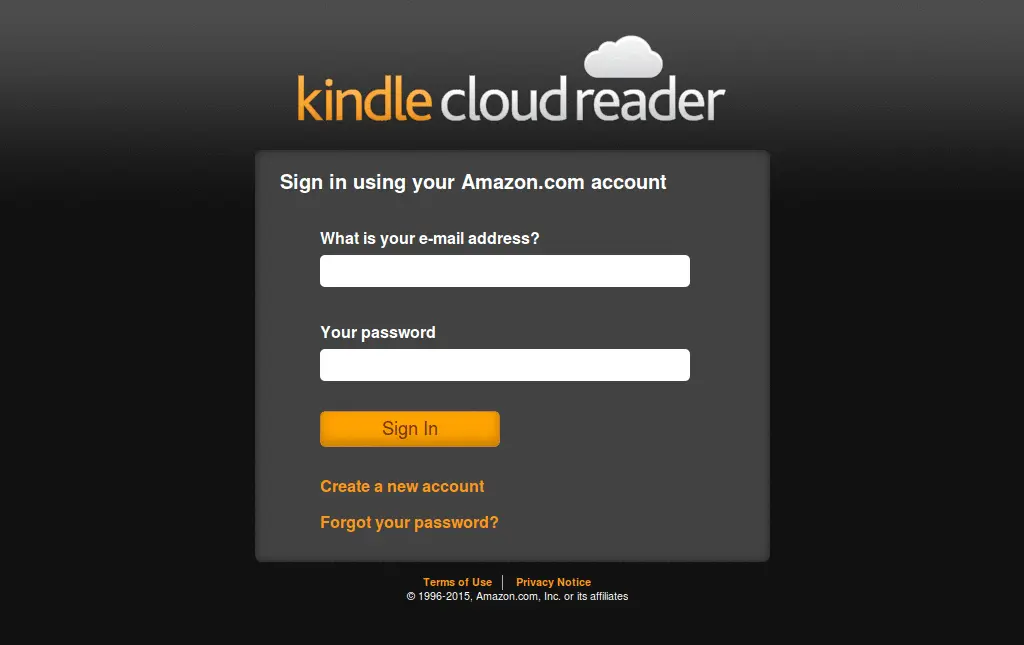 kindle cloud reader
Sign in using your Amazon.com account
What is your e-mail address?
Your password
Sign In
Create a new account
Forgot your password?
Terms of Use | Privacy Notice
© 1996-2015, Amazon.com, Inc. or its affiliates